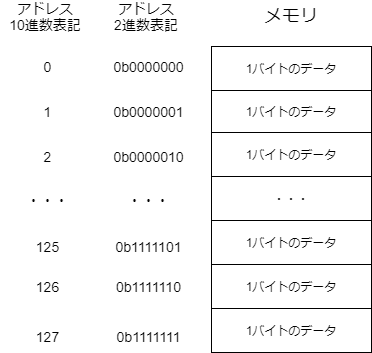 アドレス
10進数表記
アドレス
2進数表記
メモリ
0
0b0000000
1バイトのデータ
1
0b0000001
1バイトのデータ
2
0b0000010
1バイトのデータ
・・・
・・・
・・・
125
0b1111101
1バイトのデータ
126
0b1111110
1バイトのデータ
127
0b1111111
1バイトのデータ